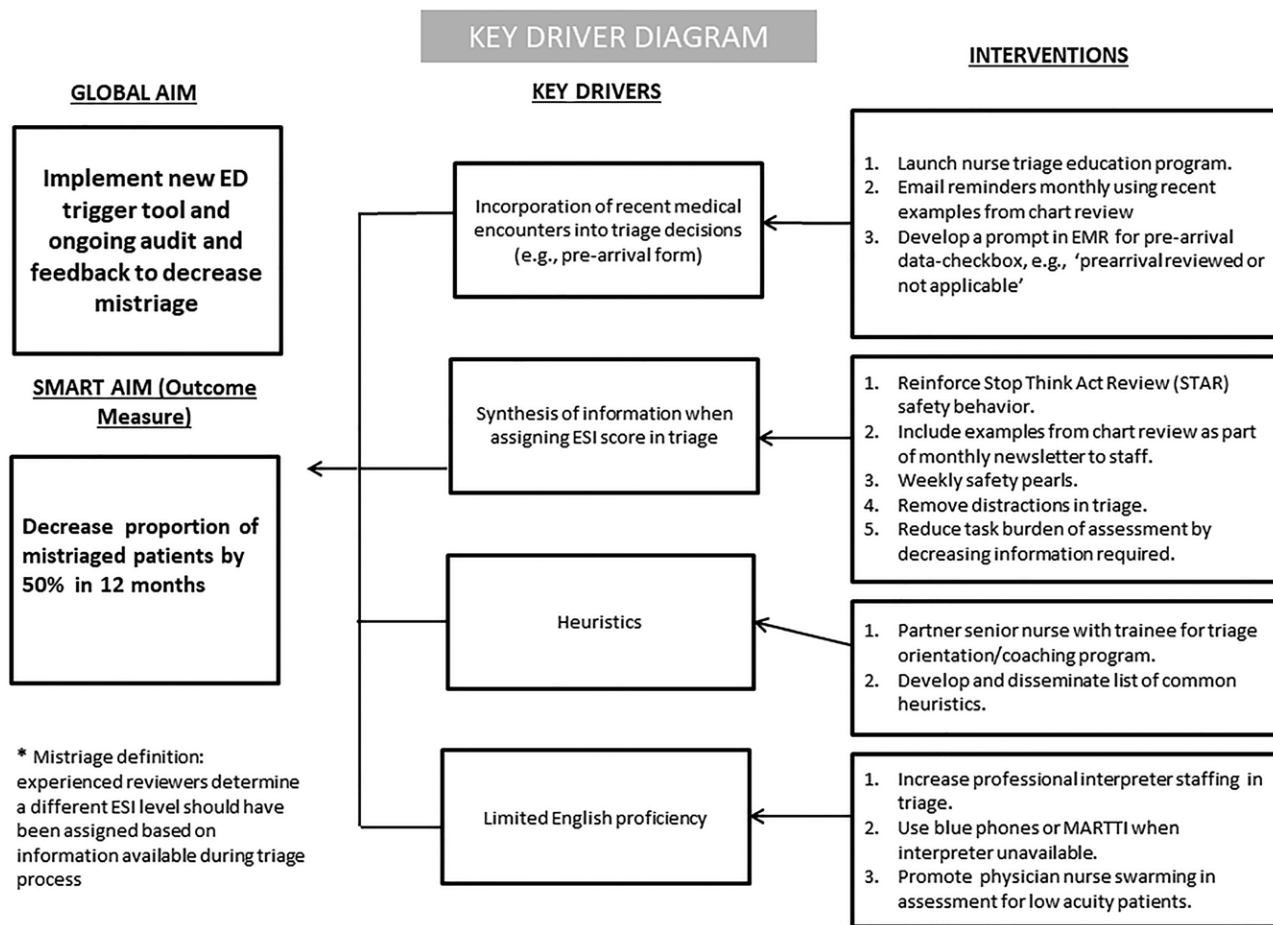 KEY DRIVER DIAGRAM
GLOBAL AIM
Implement new ED
trigger tool and
ongoing audit and
feedback to decrease
mistriage
SMART AIM (Outcome
Measure)
Decrease proportion of
mistriaged patients by
50% in 12 months
* Mistriage definition:
experienced reviewers determine
a different ESI level should have
been assigned based on
information available during triage
process
KEY DRIVERS
Incorporation of recent medical
encounters into triage decisions
(e.g., pre-arrival form)
Synthesis of information when
assigning ESI score in triage
Heuristics
Limited English proficiency
INTERVENTIONS
1. Launch nurse triage education program.
2. Email reminders monthly using recent
examples from chart review
3. Develop a prompt in EMR for pre-arrival
data-checkbox, e.g., ‘prearrival reviewed or
not applicable’
1. Reinforce Stop Think Act Review (STAR)
safety behavior.
2. Include examples from chart review as part
of monthly newsletter to staff.
3. Weekly safety pearls.
4. Remove distractions in triage.
5. Reduce task burden of assessment by
decreasing information required.
1. Partner senior nurse with trainee for triage
orientation/coaching program.
2. Develop and disseminate list of common
heuristics.
1. Increase professional interpreter staffing in
triage.
2. Use blue phones or MARTTI when
interpreter unavailable.
3. Promote physician nurse swarming in
assessment for low acuity patients.